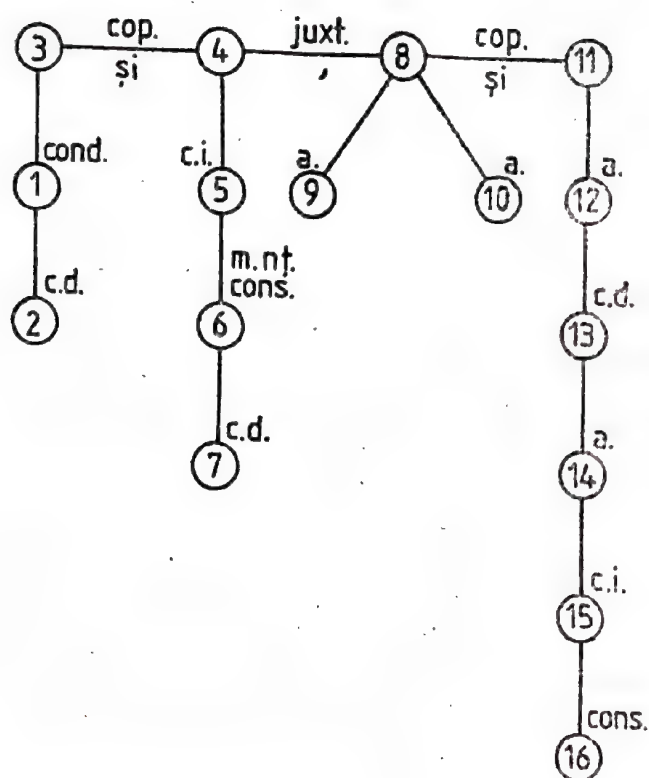 3 cop. și 4 juxt. , 8 cop. și 11
cond. c.i. a. a. a.
1 5 9 10 12
c.d. m.nț. cons. c.d.
2 6 13
c.d. a.
7 14
c.i.
15
cons.
16